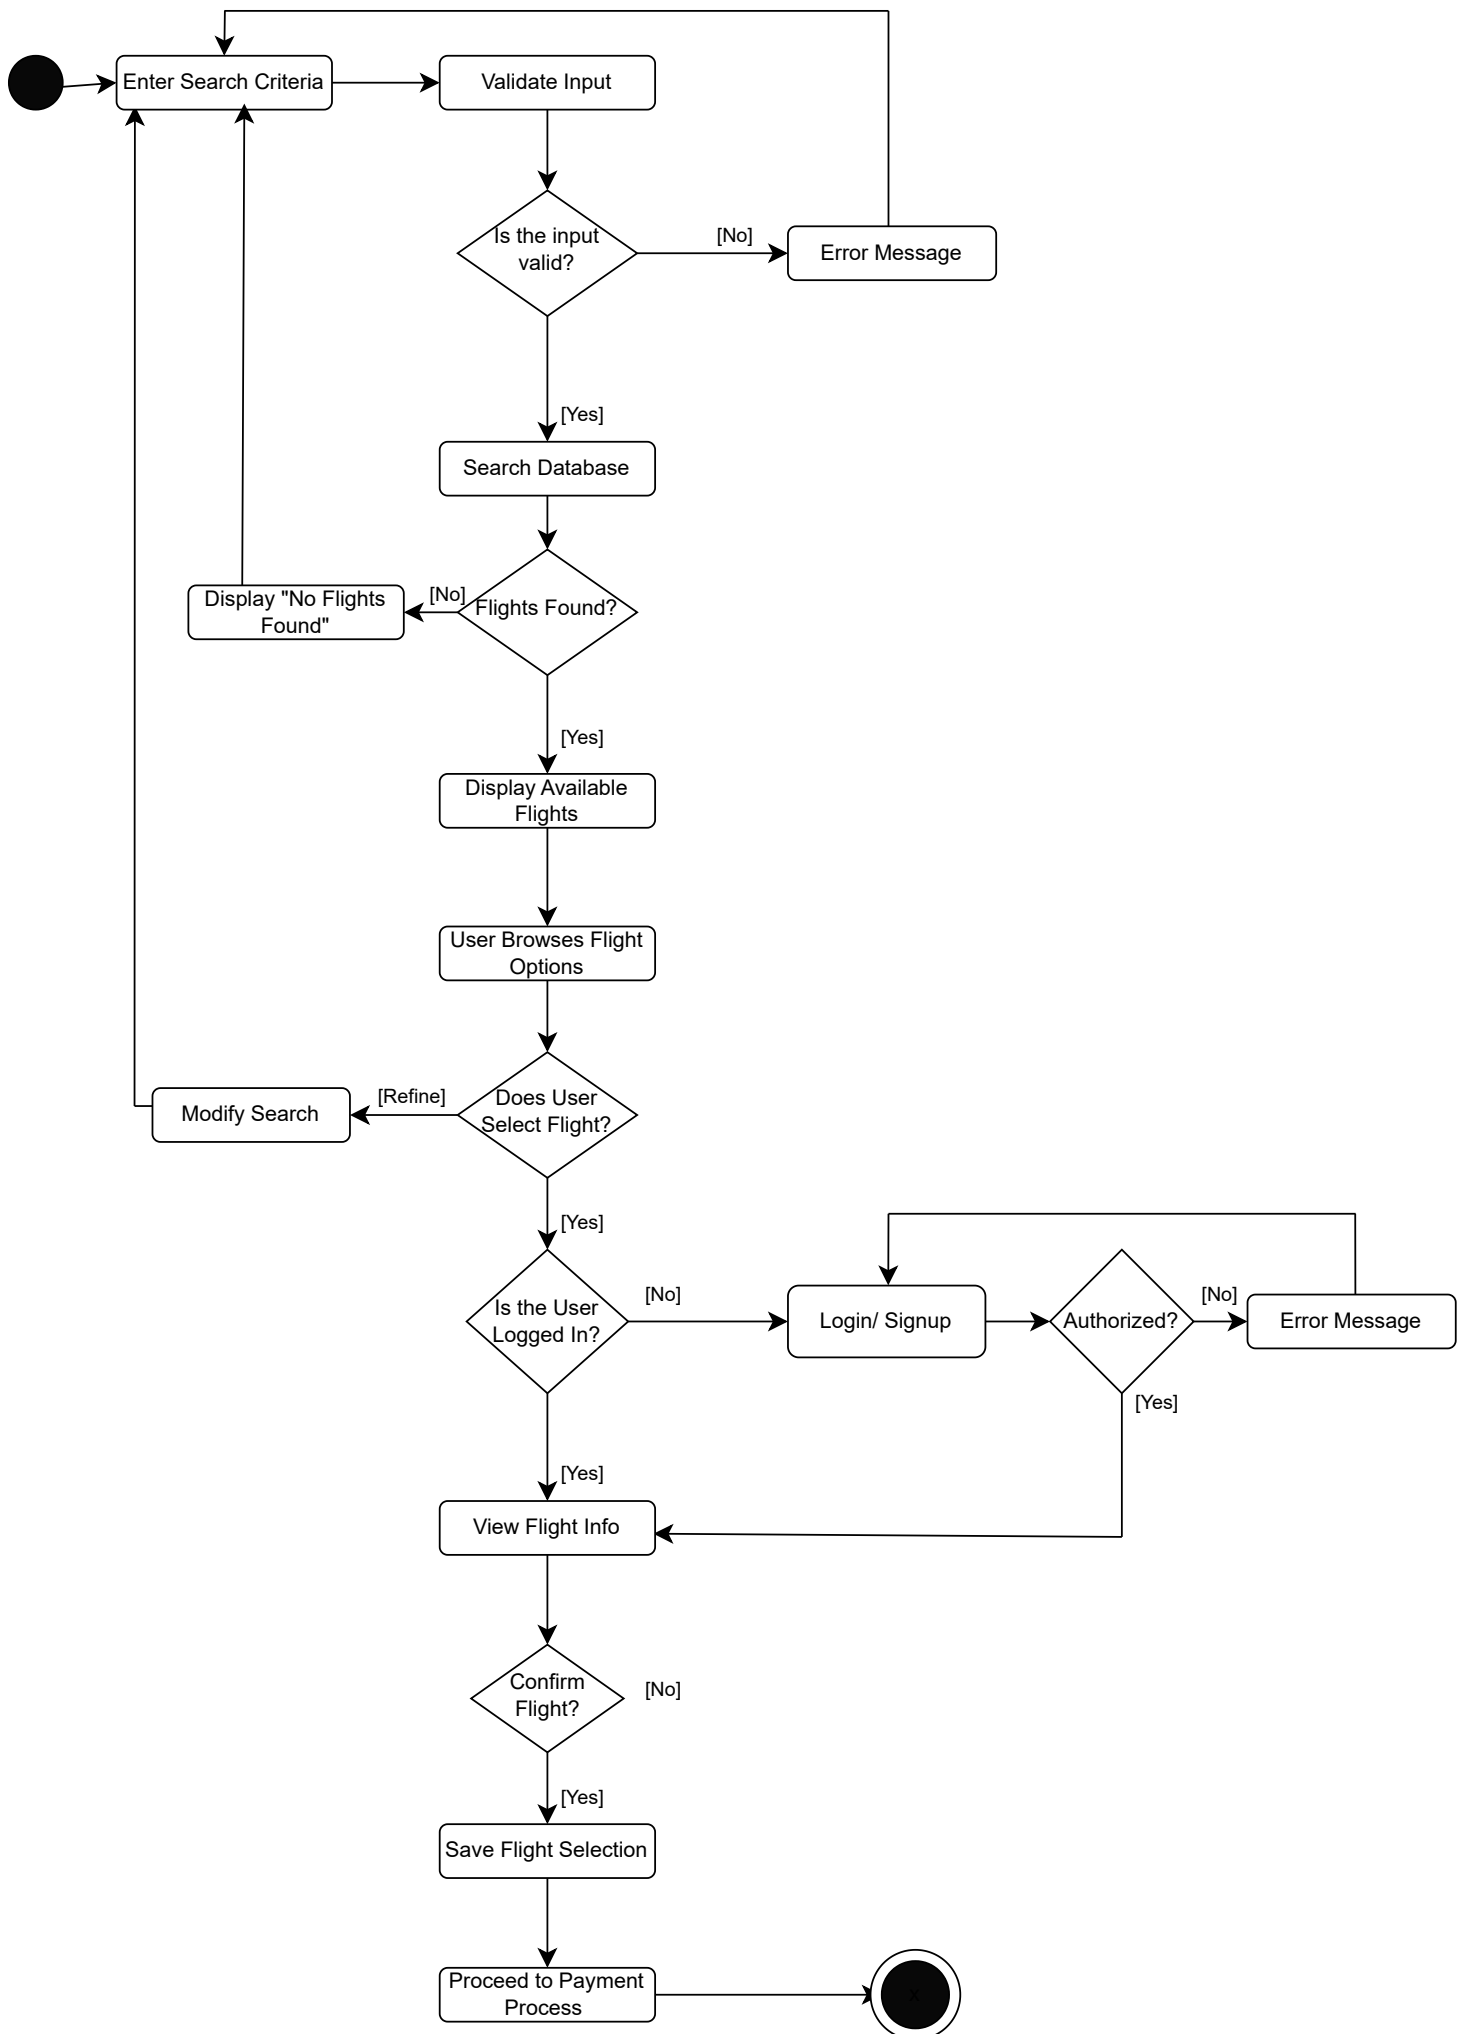 Enter Search Criteria
Validate Input
Is the input
valid?
[No]
Error Message
[Yes]
Search Database
Display "No Flights
Found"
[No]
Flights Found?
[Yes]
Display Available
Flights
User Browses Flight
Options
Modify Search
[Refine]
Does User
Select Flight?
[Yes]
Is the User
Logged In?
[No]
Login/ Signup
Authorized?
[No]
Error Message
[Yes]
[Yes]
View Flight Info
Confirm
Flight?
[No]
[Yes]
Save Flight Selection
Proceed to Payment
Process
x